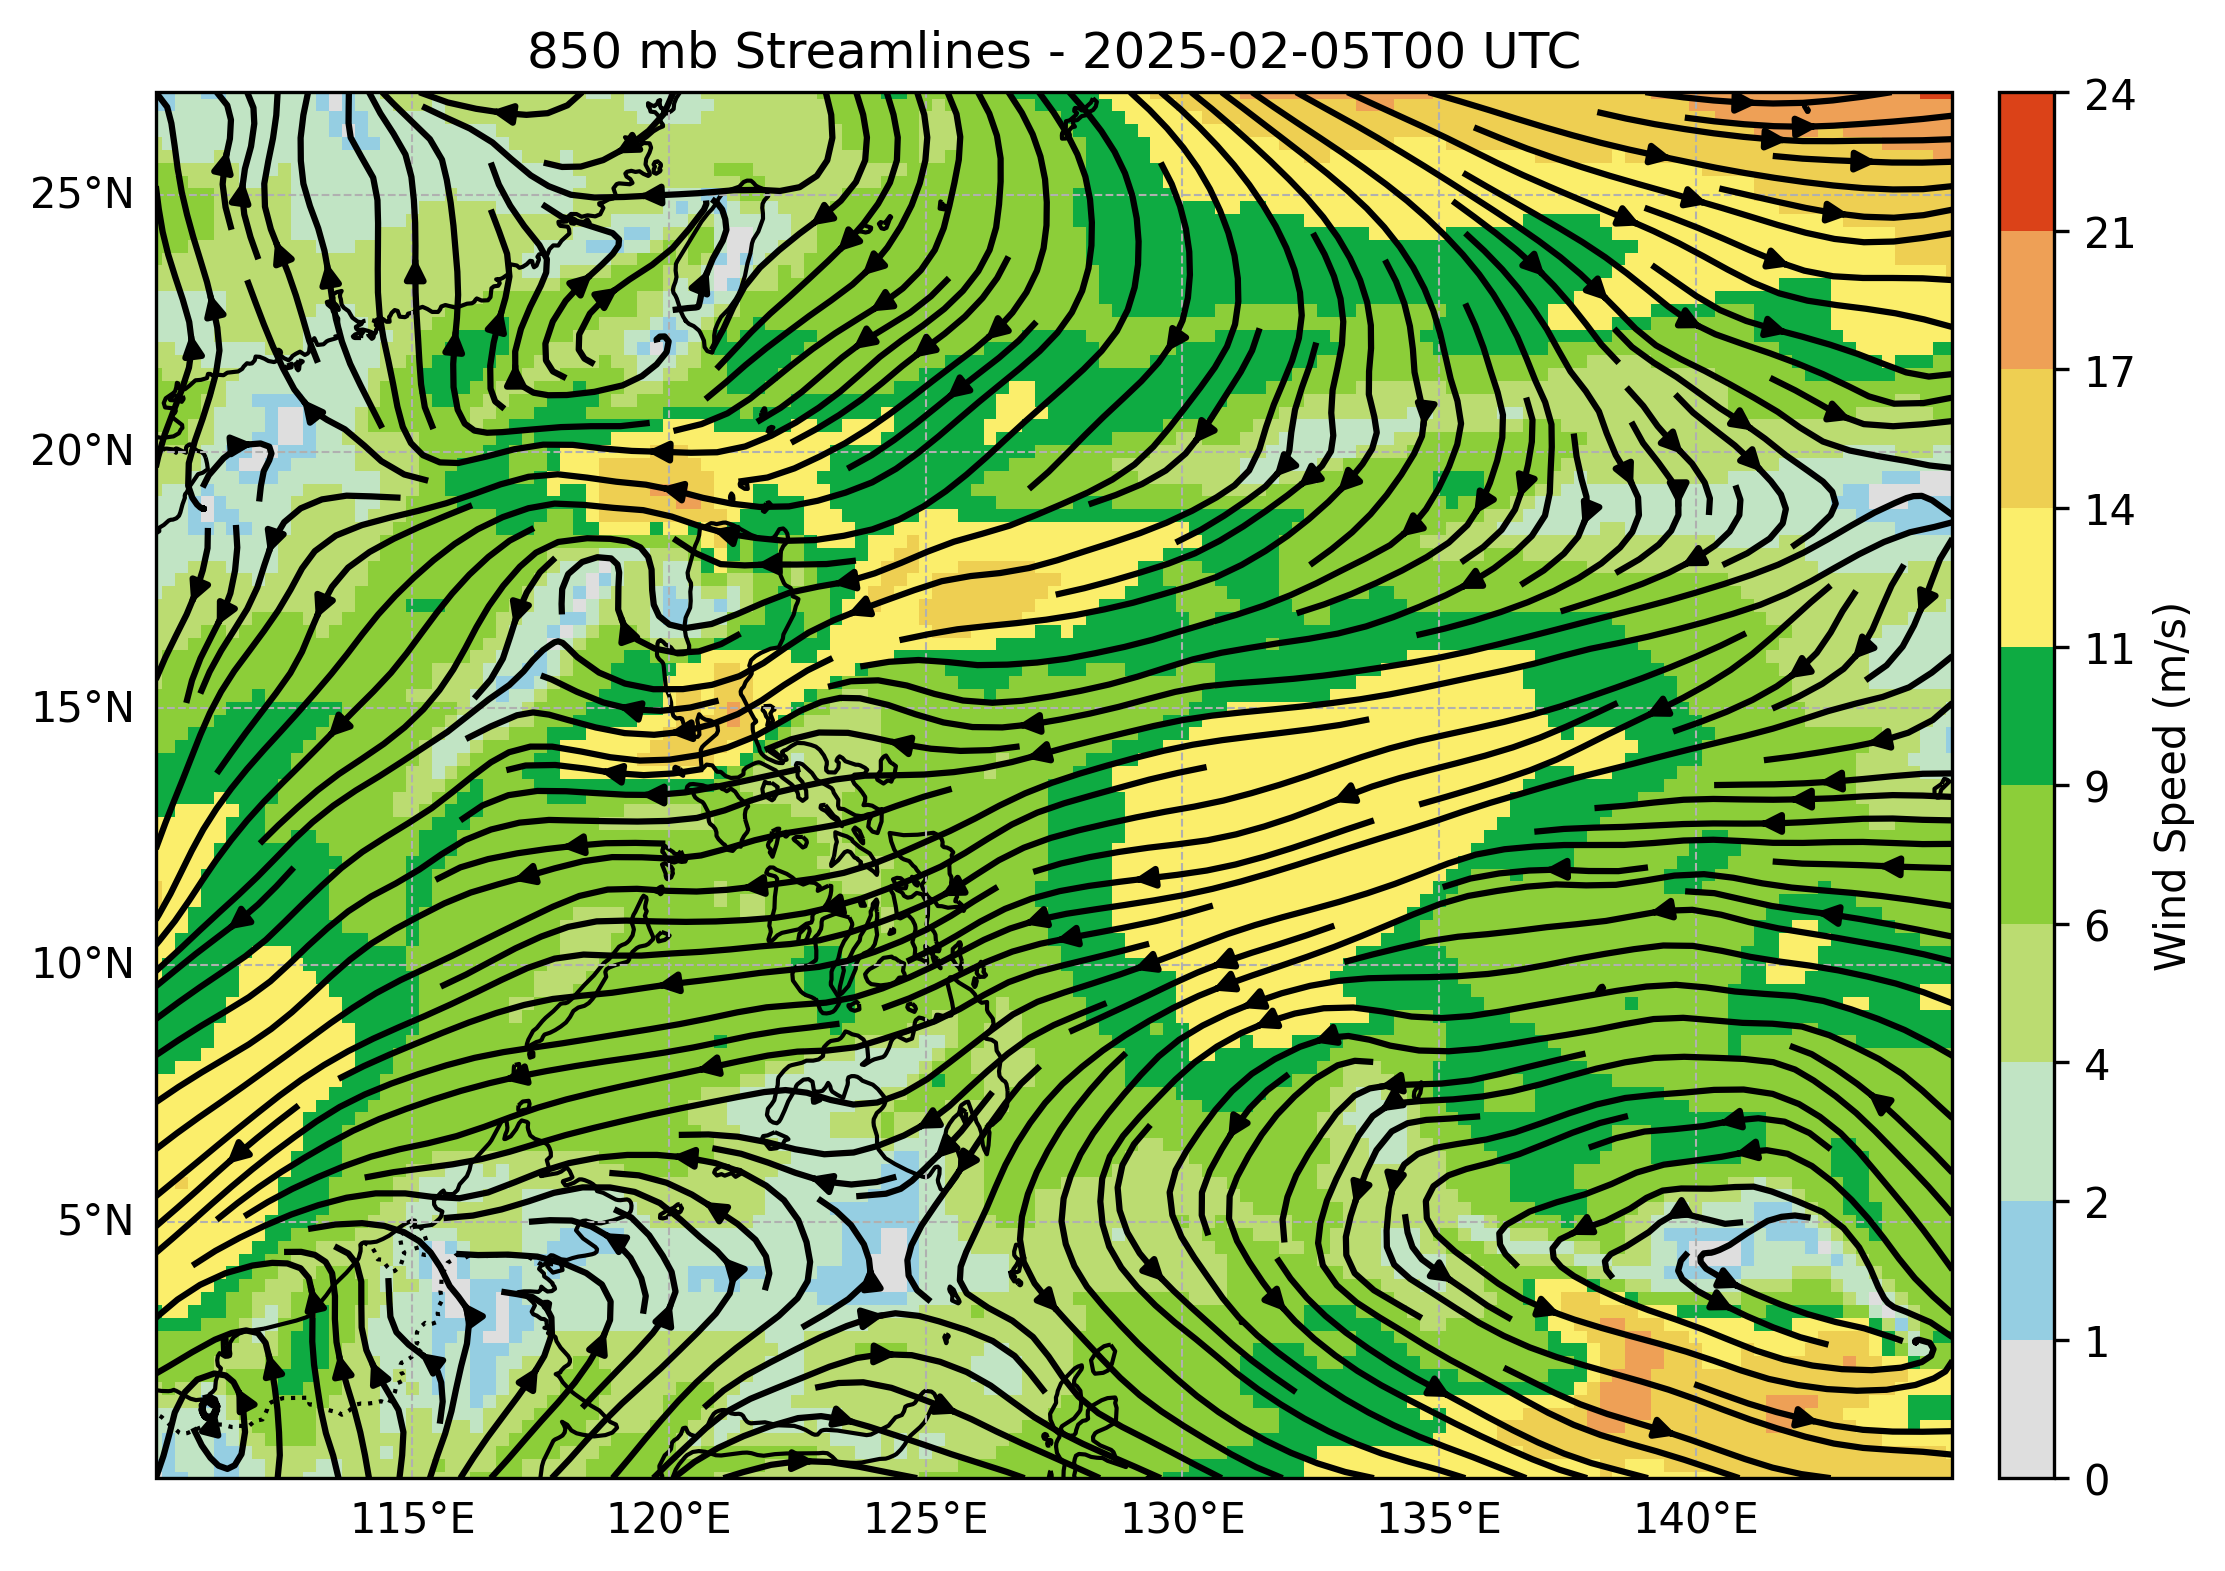 850 mb Streamlines - 2025-02-05T00 UTC
25°N
20°N
15°N
10°N
5°N
115°E
120°E
125°E
130°E
135°E
140°E
24
21
17
14
11
9
6
4
2
1
0
Wind Speed (m/s)